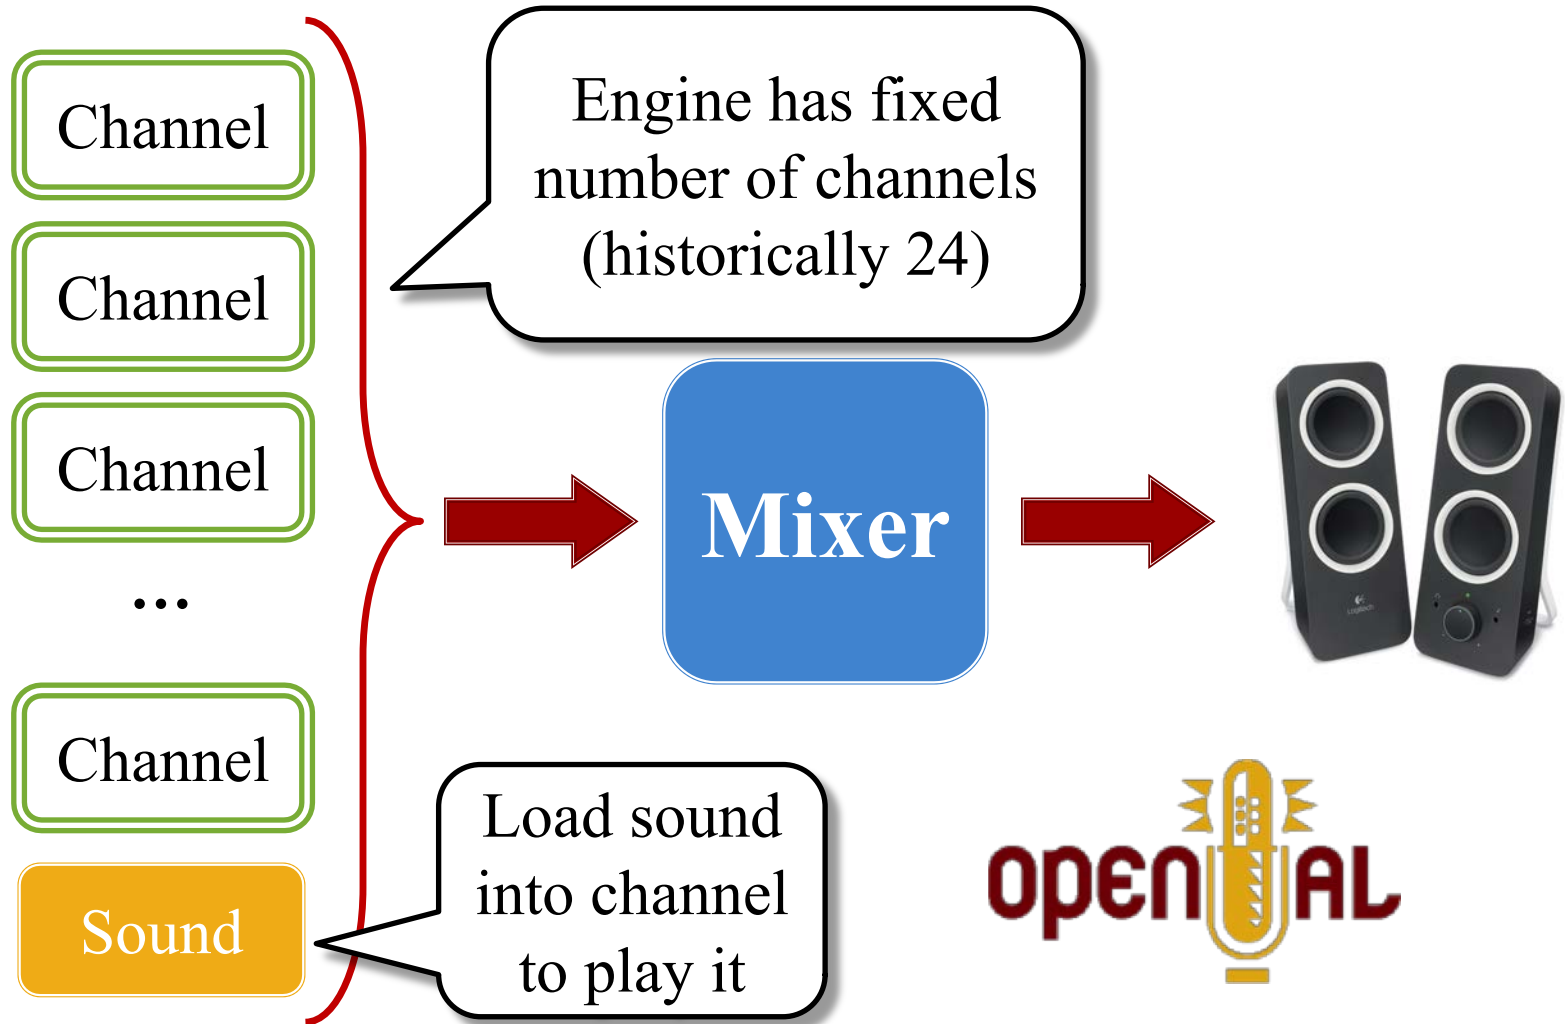 Channel
Channel
Channel
...
Channel
Sound
Engine has fixed
number of channels
(historically 24)
Mixer
Load sound
into channel
to play it
Logitech
OPENAL